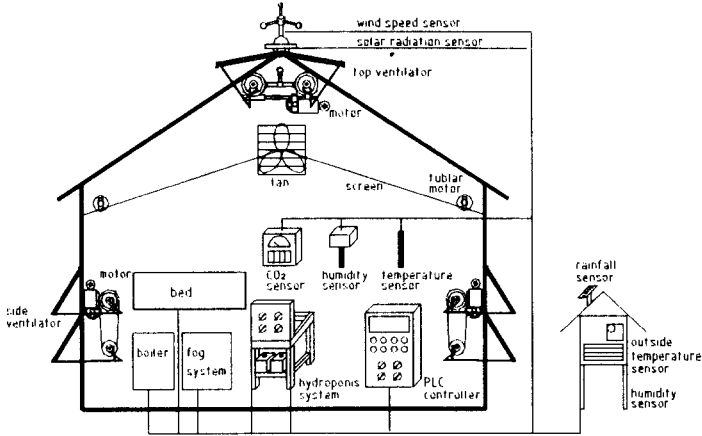 wind speed sensor
solar radiation sensor
top ventilator
motor
fan
screen
tublar
motor
CO₂
sensor
humidity
sensor
temperature
sensor
motor
bed
side
ventilator
boiler
fog
system
hydroponis
system
PLC
controller
rainfall
sensor
outside
temperature
sensor
humidity
sensor